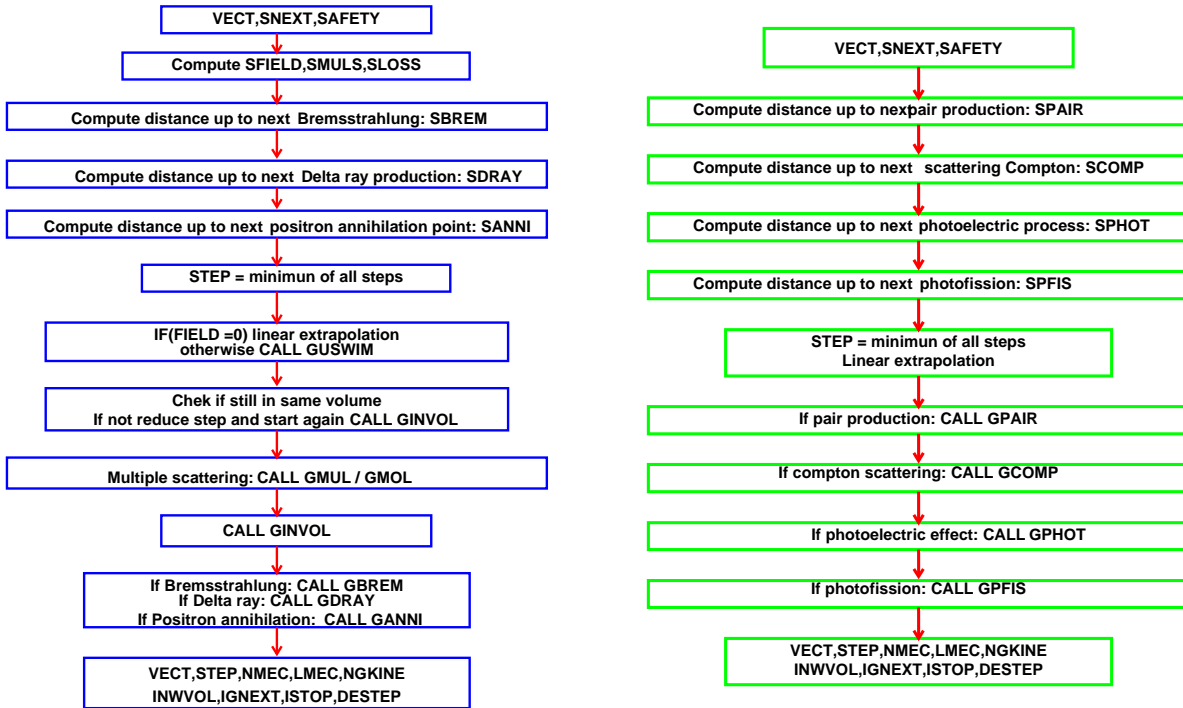 VECT,SNEXT,SAFETY
Compute SFIELD,SMULS,SLOSS
Compute distance up to next Bremsstrahlung: SBREM
Compute distance up to next Delta ray production: SDRAY
Compute distance up to next positron annihilation point: SANNI
STEP = minimun of all steps
IF(FIELD =0) linear extrapolation
otherwise CALL GUSWIM
Chek if still in same volume
If not reduce step and start again CALL GINVOL
Multiple scattering: CALL GMUL / GMOL
CALL GINVOL
If Bremsstrahlung: CALL GBREM
If Delta ray: CALL GDRAY
If Positron annihilation: CALL GANNI
VECT,STEP,NMEC,LMEC,NGKINE
INWVOL,IGNEXT,ISTOP,DESTEP
VECT,SNEXT,SAFETY
Compute distance up to nextpair production: SPAIR
Compute distance up to next scattering Compton: SCOMP
Compute distance up to next photoelectric process: SPHOT
Compute distance up to next photofission: SPFIS
STEP = minimun of all steps
Linear extrapolation
If pair production: CALL GPAIR
If compton scattering: CALL GCOMP
If photoelectric effect: CALL GPHOT
If photofission: CALL GPFIS
VECT,STEP,NMEC,LMEC,NGKINE
INWVOL,IGNEXT,ISTOP,DESTEP